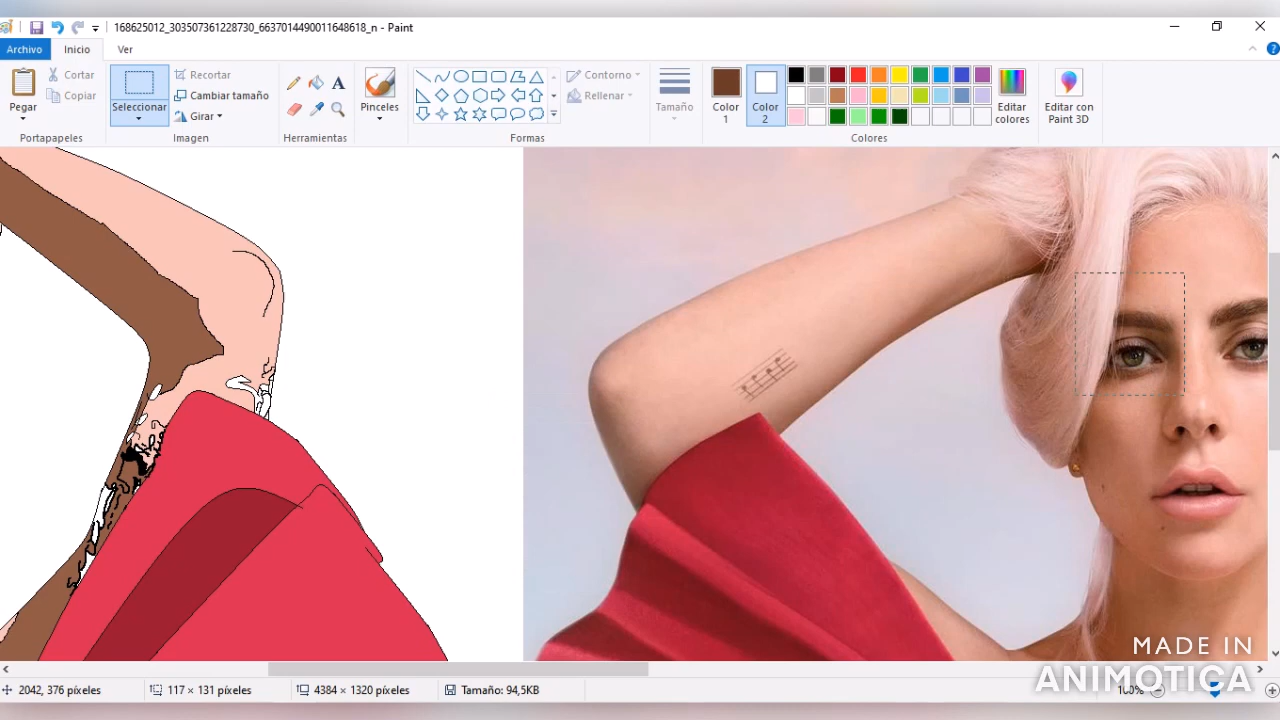 168625012_303507361228730_6637014490011648618_n - Paint
Archivo Inicio Ver
Pegar
Cortar
Copiar
Portapapeles
Seleccionar
Recortar
Cambiar tamaño
Girar
Imagen
A
Herramientas
Pinceles
Contorno
Rellenar
Formas
Tamaño
Color
1
Color
2
Editar
colores
Colores
Editar con
Paint 3D
MADE IN
ANIMOTICA
2042, 376 píxeles 117 × 131 píxeles 4384 × 1320 píxeles Tamaño: 34,5KB 100%